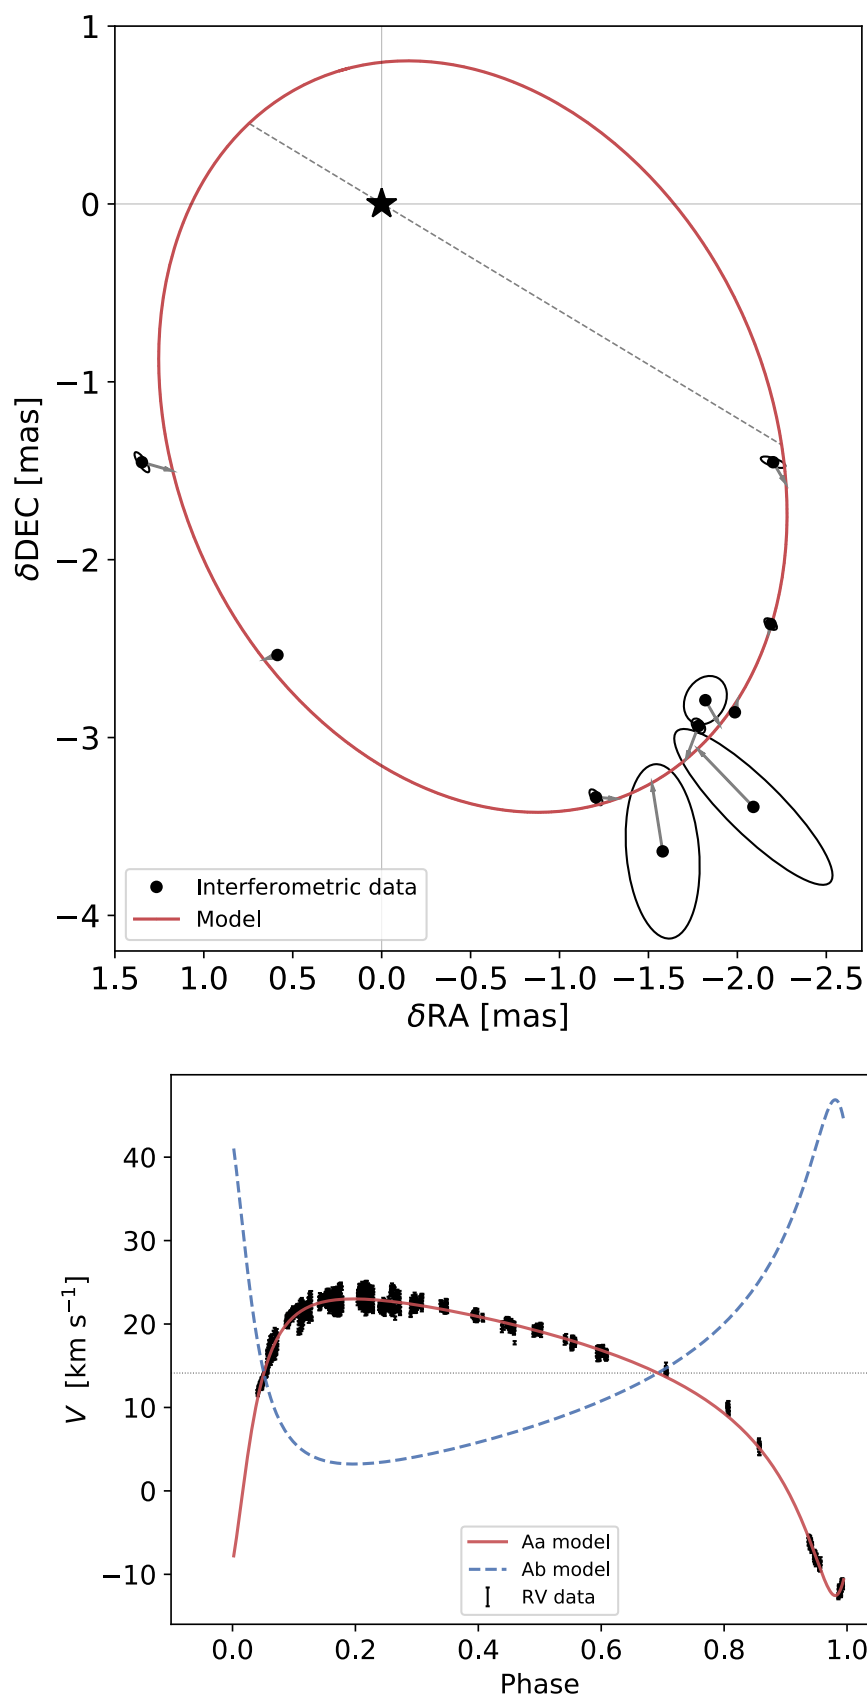 1
0
−1
−2
−3
−4
δDEC [mas]
Interferometric data
Model
1.5 1.0 0.5 0.0 −0.5 −1.0 −1.5 −2.0 −2.5
δRA [mas]
40
30
20
10
0
−10
V [km s⁻¹]
Aa model
Ab model
RV data
0.0 0.2 0.4 0.6 0.8 1.0
Phase